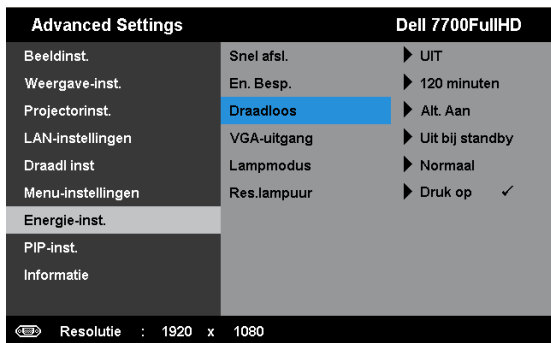 Advanced Settings Dell 7700FullHD
Beeldinst. Snel afsl. UIT
Weergave-inst. En. Besp. 120 minuten
Projectorinst. Draadloos Alt. Aan
LAN-instellingen VGA-uitgang Uit bij standby
Draadl inst Lampmodus Normaal
Menu-instellingen Res.lampuur Druk op ✓
Energie-inst.
PIP-inst.
Informatie
Resolutie : 1920 x 1080